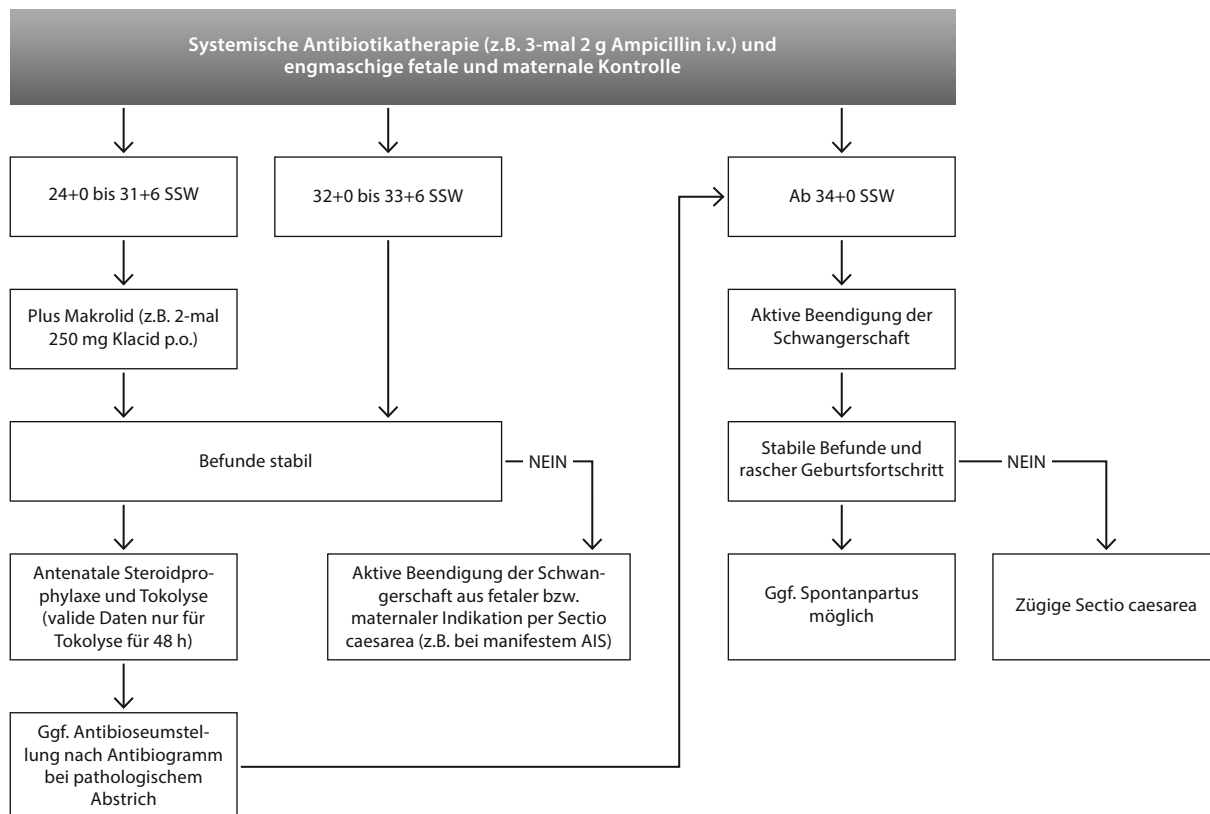 Systemische Antibiotikatherapie (z.B. 3-mal 2 g Ampicillin i.v.) und
engmaschige fetale und maternale Kontrolle
24+0 bis 31+6 SSW
32+0 bis 33+6 SSW
Ab 34+0 SSW
Plus Makrolid (z.B. 2-mal
250 mg Klacid p.o.)
Aktive Beendigung der
Schwangerschaft
Befunde stabil
NEIN
Stabile Befunde und
rascher Geburtsfortschritt
NEIN
Antenatale Steroidpro-
phylaxe und Tokolyse
(valide Daten nur für
Tokolyse für 48 h)
Aktive Beendigung der Schwan-
gerschaft aus fetaler bzw.
maternaler Indikation per Sectio
caesarea (z.B. bei manifestem AIS)
Ggf. Spontanpartus
möglich
Zügige Sectio caesarea
Ggf. Antibioseumstel-
lung nach Antibiogramm
bei pathologischem
Abstrich